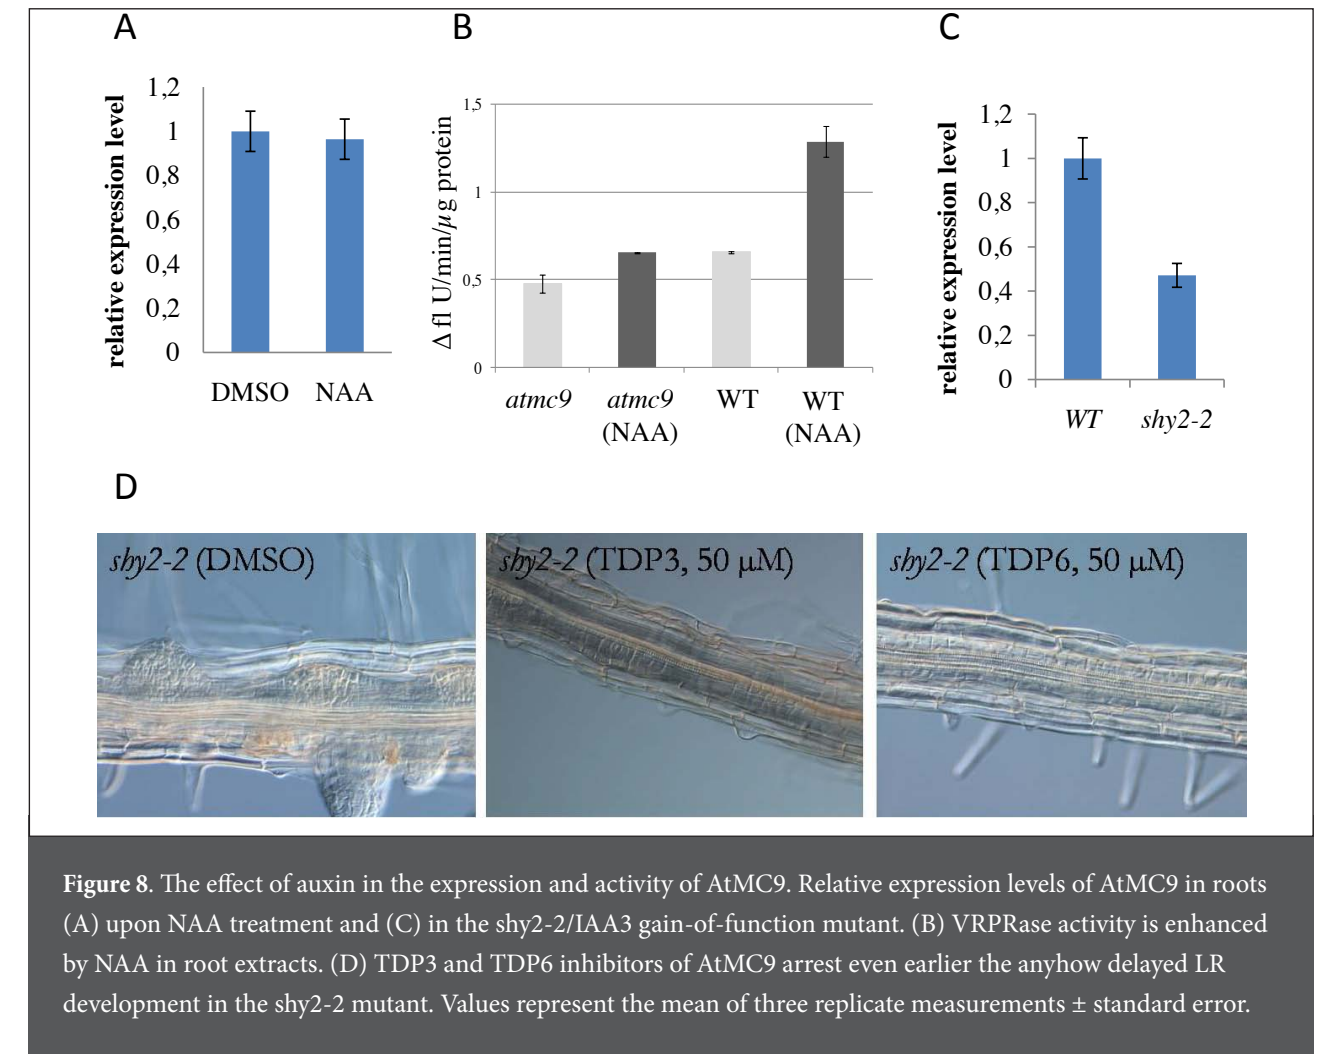 A
B
C
relative expression level
1,2
1
0,8
0,6
0,4
0,2
0
DMSO NAA
Δ fl U/min/µg protein
1,5
1
0,5
0
atmc9 atmc9 (NAA) WT WT (NAA)
relative expression level
1,2
1
0,8
0,6
0,4
0,2
0
WT shy2-2
D
shy2-2 (DMSO)
shy2-2 (TDP3, 50 µM)
shy2-2 (TDP6, 50 µM)
Figure 8. The effect of auxin in the expression and activity of AtMC9. Relative expression levels of AtMC9 in roots
(A) upon NAA treatment and (C) in the shy2-2/IAA3 gain-of-function mutant. (B) VRPRase activity is enhanced
by NAA in root extracts. (D) TDP3 and TDP6 inhibitors of AtMC9 arrest even earlier the anyhow delayed LR
development in the shy2-2 mutant. Values represent the mean of three replicate measurements ± standard error.